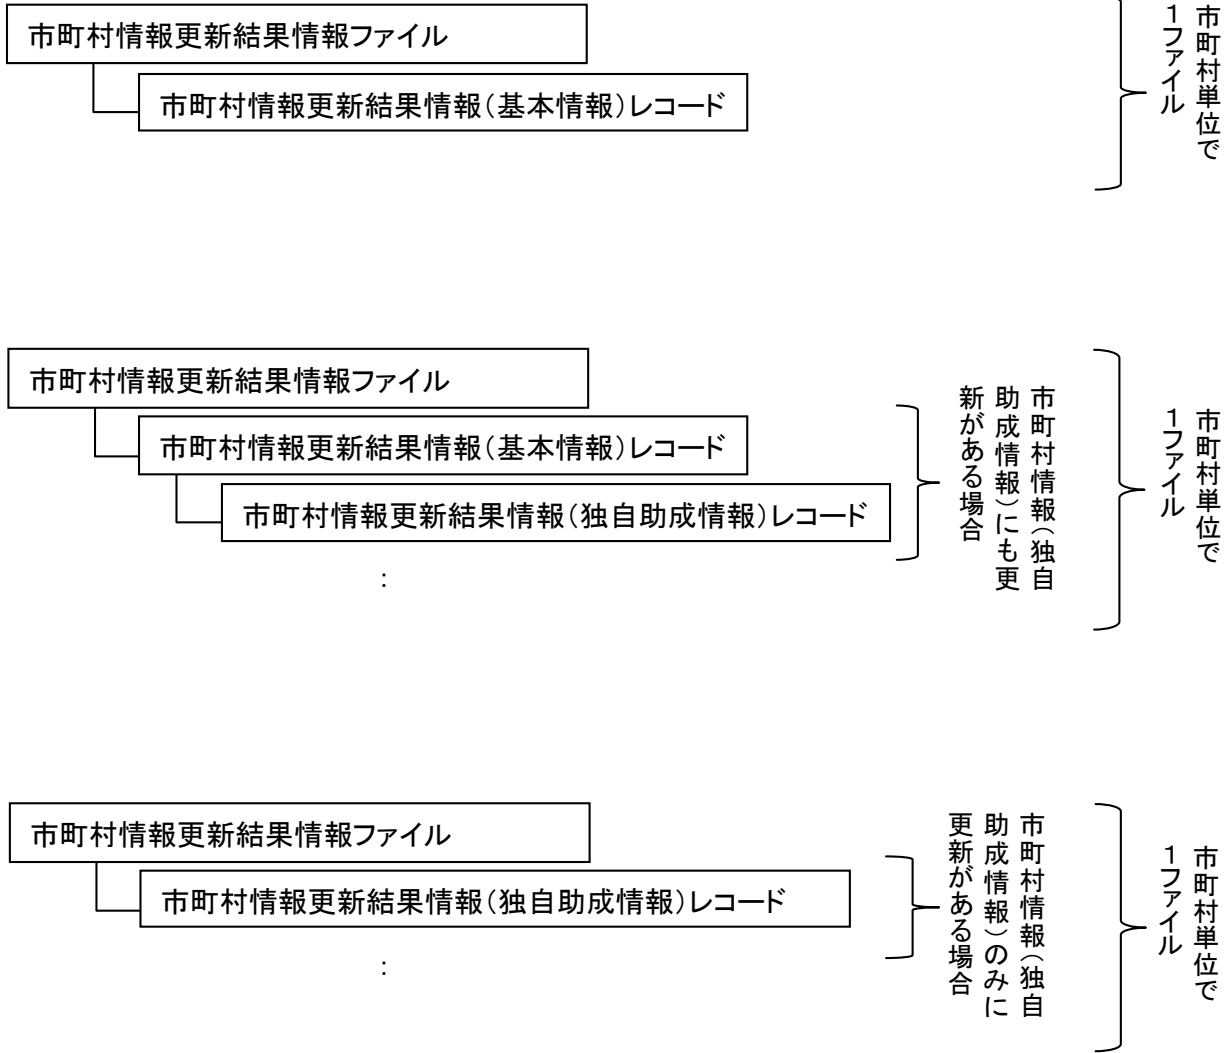 市町村情報更新結果情報ファイル
市町村情報更新結果情報（基本情報）レコード
市町村単位で
１ファイル
市町村情報更新結果情報ファイル
市町村情報更新結果情報（基本情報）レコード
市町村情報更新結果情報（独自助成情報）レコード
：
市町村情報（独自
助成情報）にも更
新がある場合
市町村単位で
１ファイル
市町村情報更新結果情報ファイル
市町村情報更新結果情報（独自助成情報）レコード
：
市町村情報（独自
助成情報）のみに
更新がある場合
市町村単位で
１ファイル